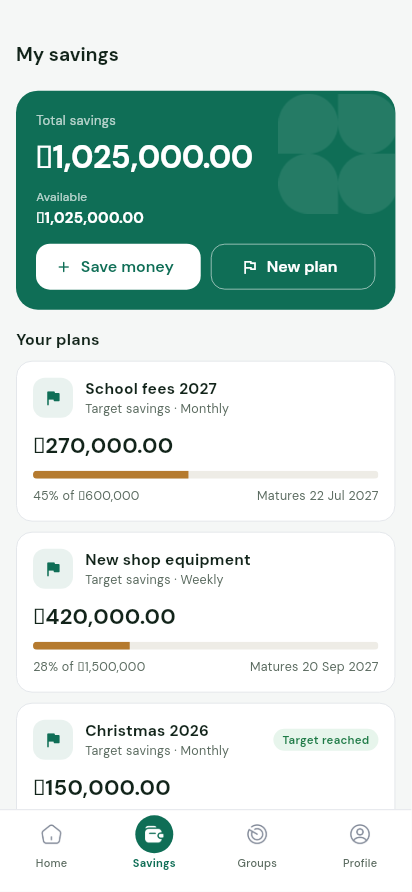 My savings
Total savings
▯1,025,000.00
Available
▯1,025,000.00
+ Save money
New plan
Your plans
School fees 2027
Target savings · Monthly
▯270,000.00
45% of ▯600,000
Matures 22 Jul 2027
New shop equipment
Target savings · Weekly
▯420,000.00
28% of ▯1,500,000
Matures 20 Sep 2027
Christmas 2026
Target savings · Monthly
Target reached
▯150,000.00
Home
Savings
Groups
Profile